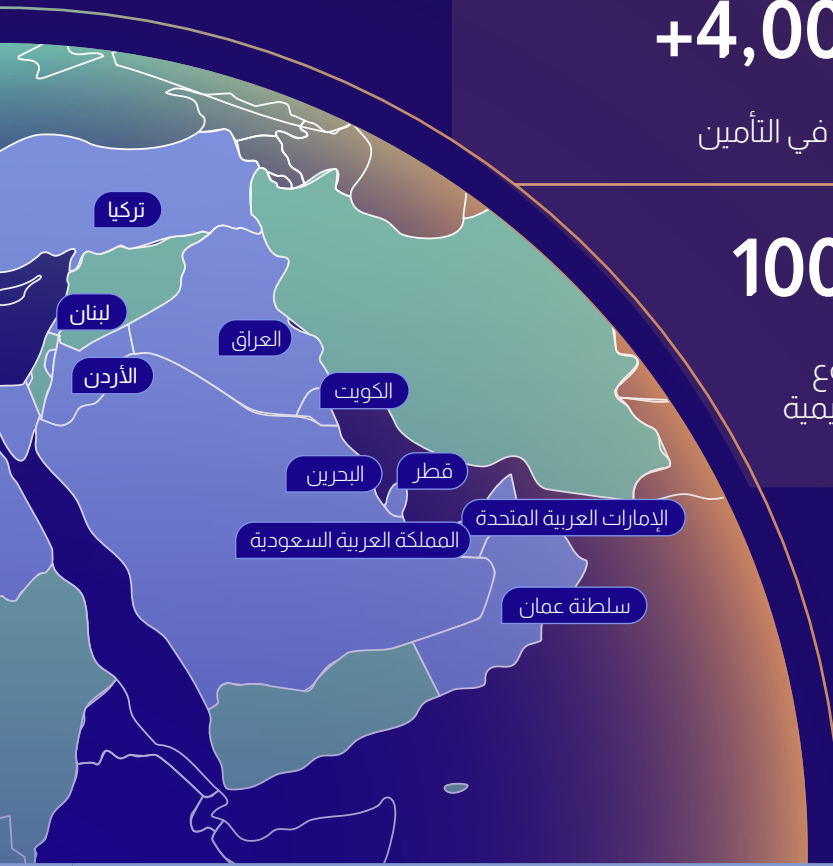 +4,00
في التأمين
100
تركيا
لبنان
العراق
الأردن
الكويت
قطر
البحرين
الإمارات العربية المتحدة
المملكة العربية السعودية
سلطنة عمان